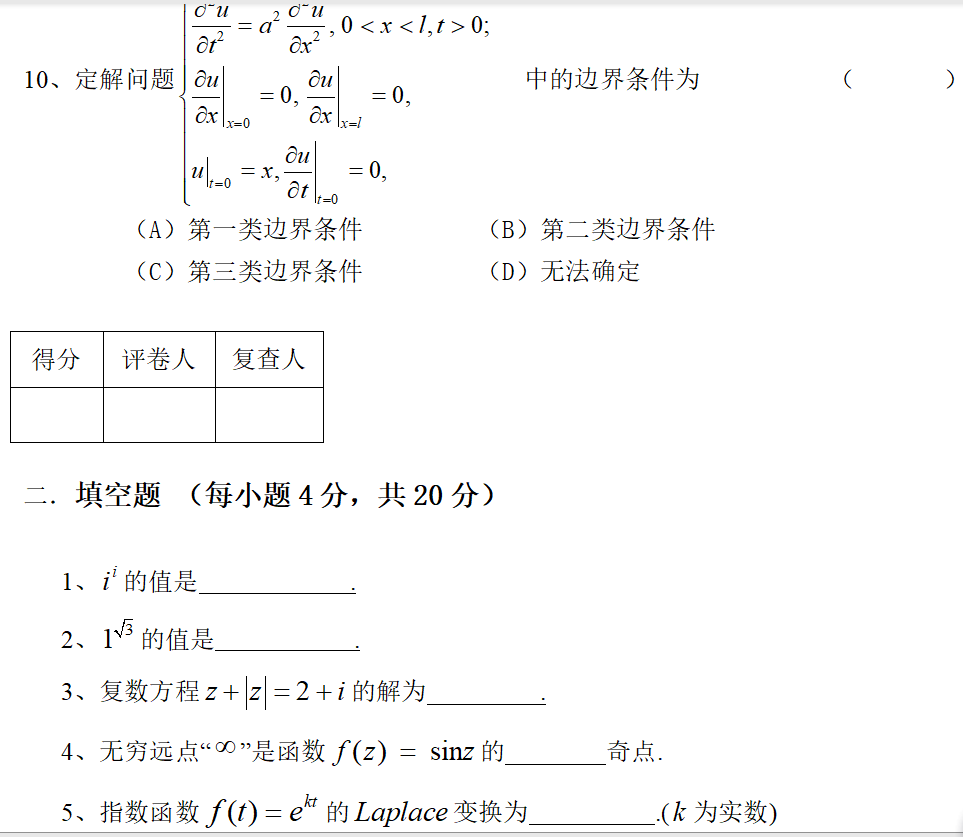 ∂²u/∂t² = a² ∂²u/∂x², 0 < x < l, t > 0;
10、定解问题 { ∂u/∂x|x=0 = 0, ∂u/∂x|x=l = 0, 中的边界条件为 （ ）
u|t=0 = x, ∂u/∂t|t=0 = 0,
（A）第一类边界条件 （B）第二类边界条件
（C）第三类边界条件 （D）无法确定
得分 评卷人 复查人
二. 填空题 （每小题4分，共20分）
1、i^i 的值是____________.
2、1^√3 的值是____________.
3、复数方程 z+|z|=2+i 的解为_________.
4、无穷远点“∞”是函数 f(z) = sinz 的________奇点.
5、指数函数 f(t)=e^kt 的 Laplace 变换为__________.(k 为实数)